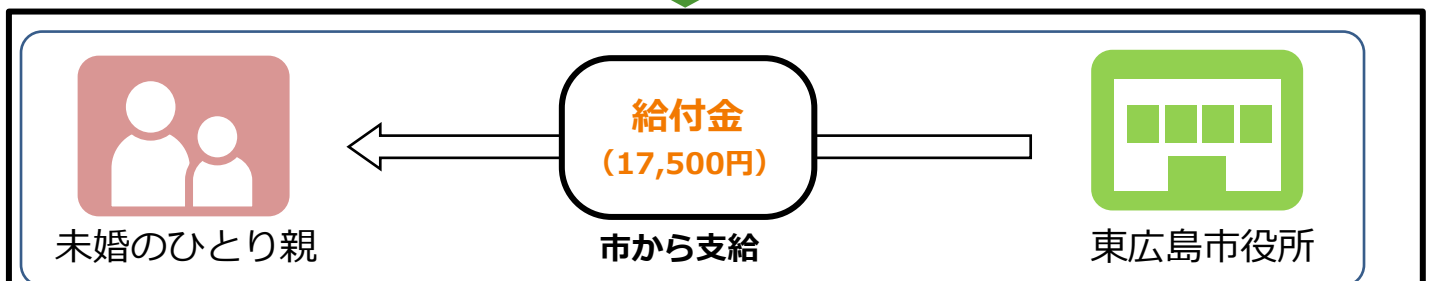 給付金
（17,500円）
未婚のひとり親
市から支給
東広島市役所